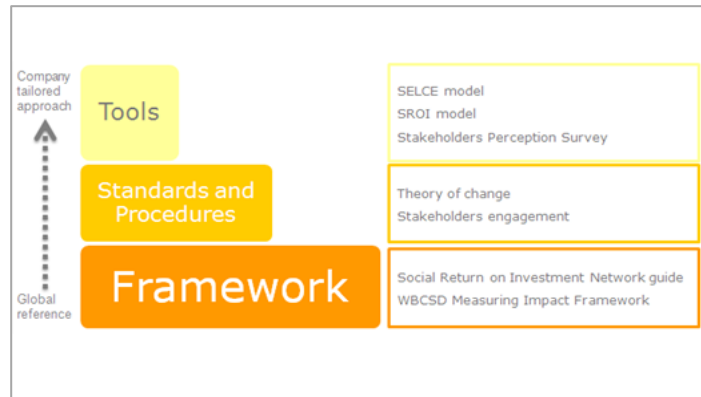 Company
tailored
approach
Tools
SELCE model
SROI model
Stakeholders Perception Survey
Standards and
Procedures
Theory of change
Stakeholders engagement
Framework
Social Return on Investment Network guide
WBCSD Measuring Impact Framework
Global
reference